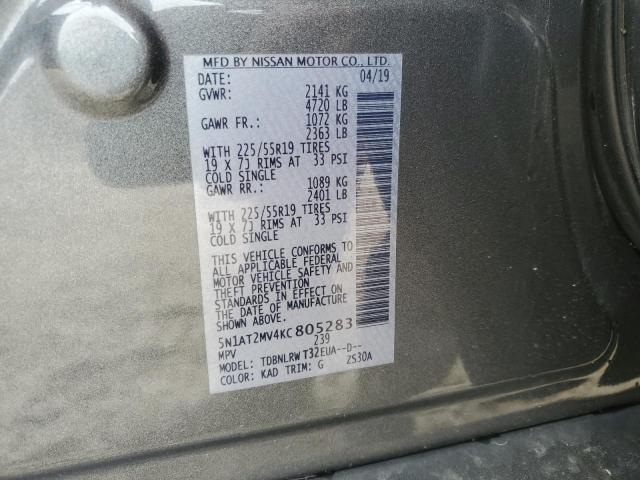 MFD BY NISSAN MOTOR CO., LTD.
DATE: 04/19
GVWR: 2141 KG
4720 LB
GAWR FR.: 1072 KG
2363 LB
WITH 225/55R19 TIRES
19 X 7J RIMS AT 33 PSI
COLD SINGLE
GAWR RR.: 1089 KG
2401 LB
WITH 225/55R19 TIRES
19 X 7J RIMS AT 33 PSI
COLD SINGLE
THIS VEHICLE CONFORMS TO
ALL APPLICABLE FEDERAL
MOTOR VEHICLE SAFETY AND
THEFT PREVENTION
STANDARDS IN EFFECT ON
THE DATE OF MANUFACTURE
SHOWN ABOVE.
5N1AT2MV4KC805283
MPV 239
MODEL: TDBNLRW T32EUA--D--
COLOR: KAD TRIM: G 2S30A